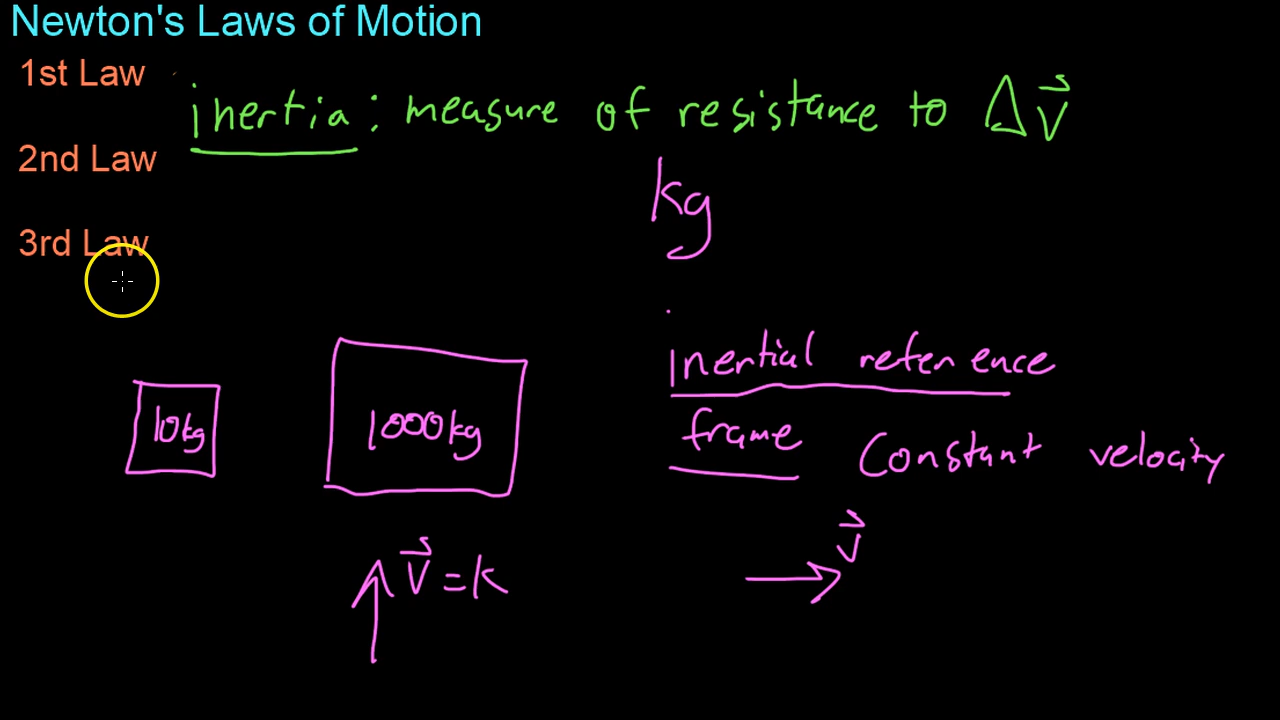 Newton's Laws of Motion
1st Law
inertia: measure of resistance to Δv⃗
2nd Law
kg
3rd Law
inertial reference
frame constant velocity
10kg
1000kg
v⃗ = k
v⃗